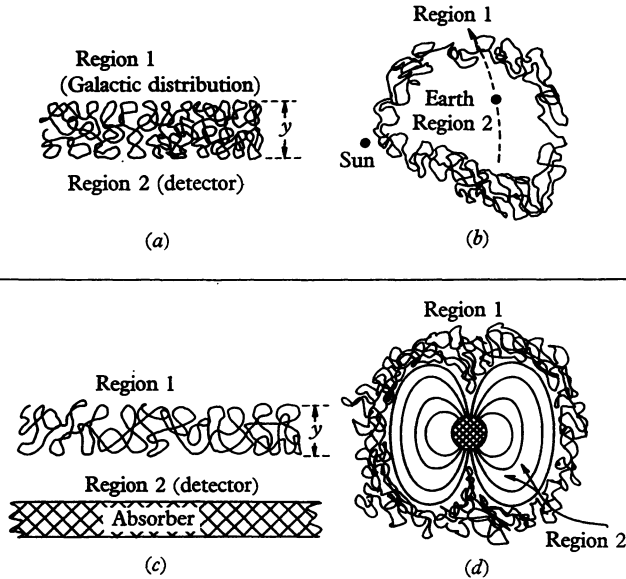 Region 1
(Galactic distribution)
y
Region 2 (detector)
(a)
Region 1
Earth
Region 2
Sun
(b)
Region 1
y
Region 2 (detector)
Absorber
(c)
Region 1
Region 2
(d)